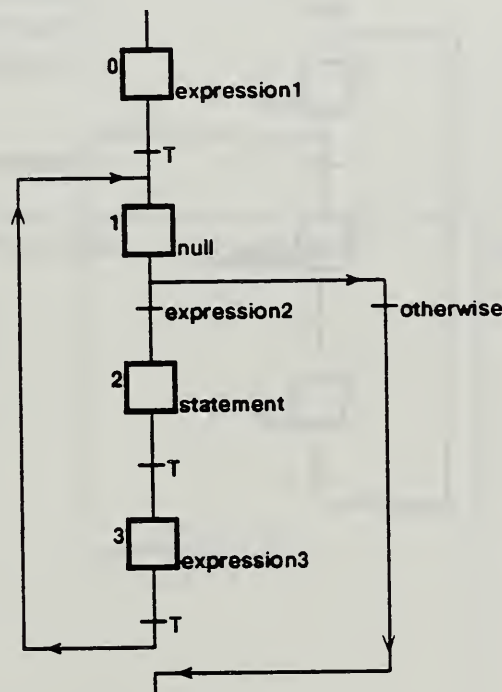 0
expression1
T
1
null
expression2
otherwise
2
statement
T
3
expression3
T